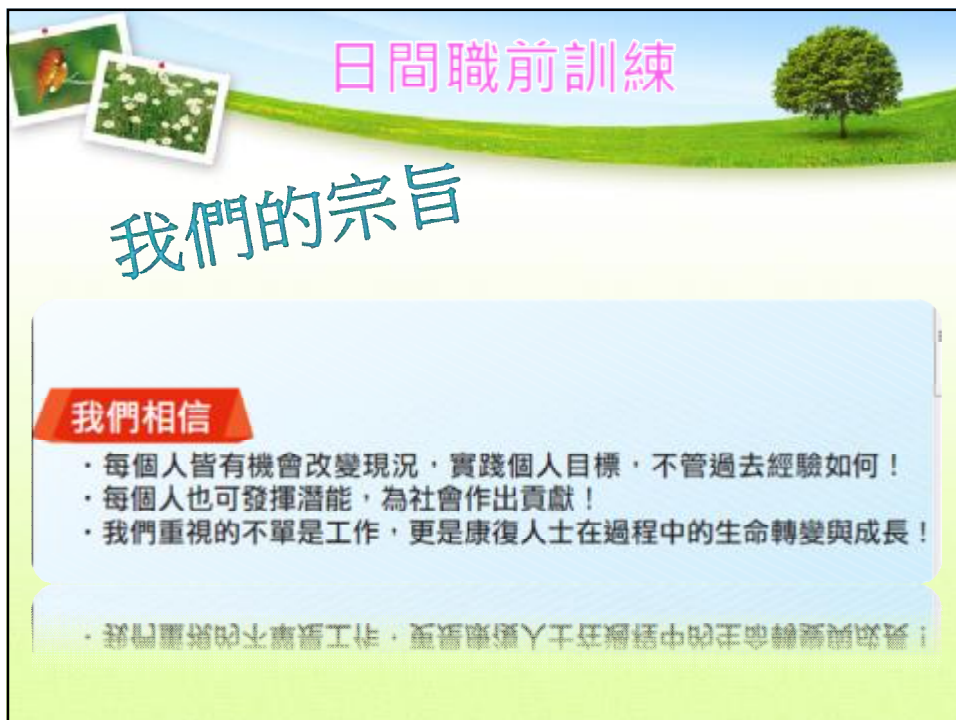 日間職前訓練
我們的宗旨
我們相信
・每個人皆有機會改變現況，實踐個人目標，不管過去經驗如何！
・每個人也可發揮潛能，為社會作出貢獻！
・我們重視的不單是工作，更是康復人士在過程中的生命轉變與成長！